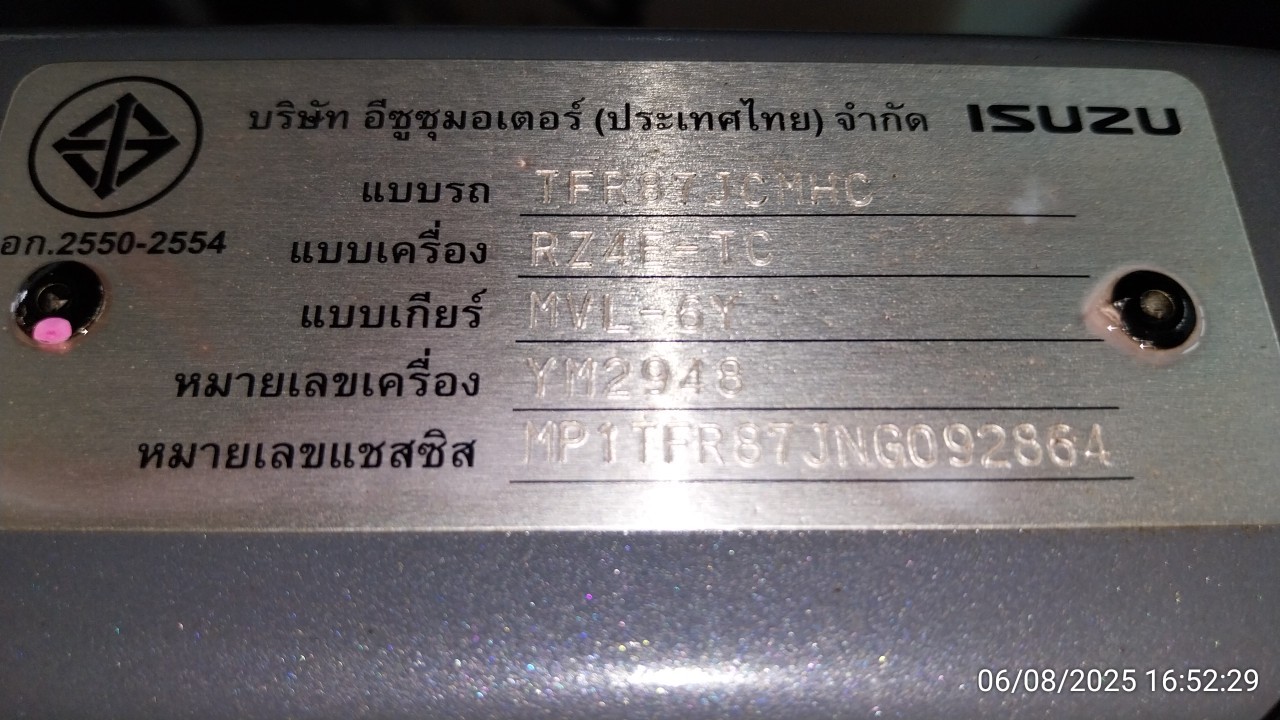 บริษัท อีซูซุมอเตอร์ (ประเทศไทย) จำกัด ISUZU
แบบรถ TFR87JCMHC
มอก.2550-2554
แบบเครื่อง RZ4E-TC
แบบเกียร์ MVL-6Y
หมายเลขเครื่อง YM2948
หมายเลขแชสซิส MP1TFR87JNG092864
06/08/2025 16:52:29